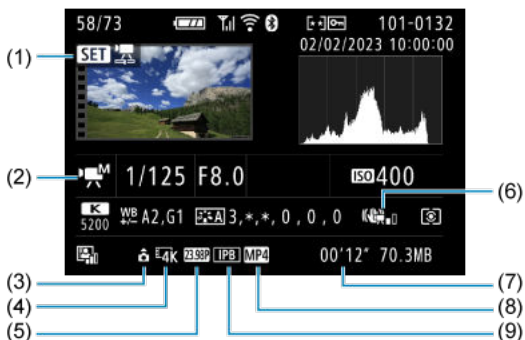 58/73 101-0132
02/02/2023 10:00:00
(1) SET
(2) M 1/125 F8.0 ISO 400
(6)
K 5200 WB +/- A2,G1 A 3,*,*,0,0,0
4K 23.98P IPB MP4 00'12" 70.3MB
(3) (7)
(4) (8)
(5) (9)